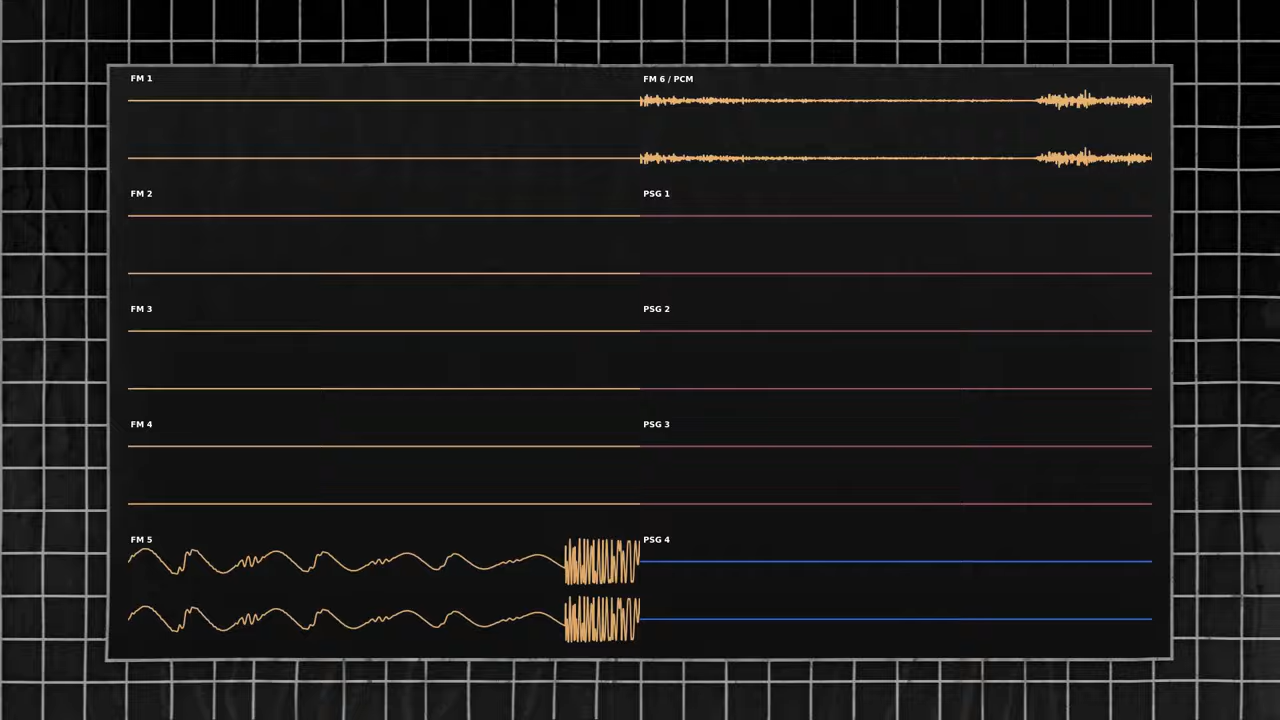 FM 1
FM 2
FM 3
FM 4
FM 5
FM 6 / PCM
PSG 1
PSG 2
PSG 3
PSG 4